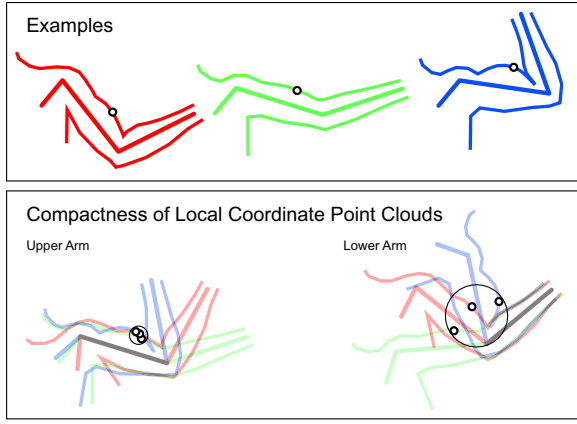 Examples
Compactness of Local Coordinate Point Clouds
Upper Arm
Lower Arm